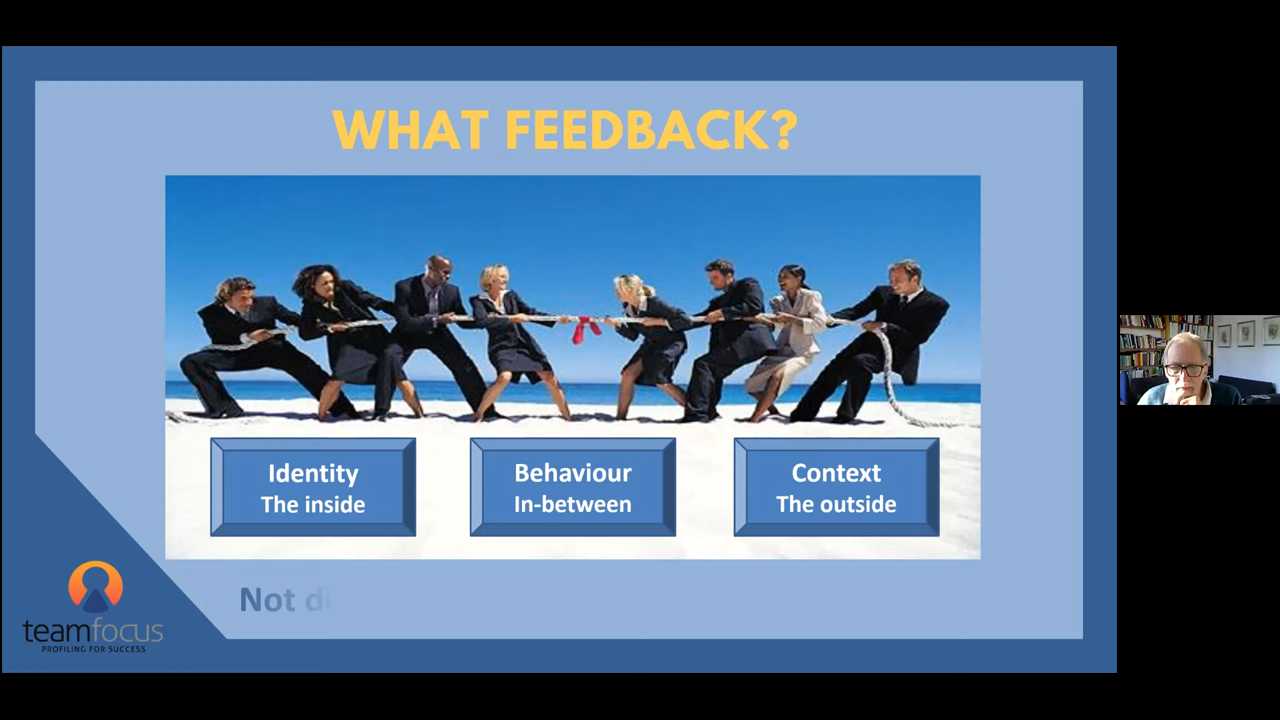 WHAT FEEDBACK?
Identity
The inside
Behaviour
In-between
Context
The outside
Not
teamfocus
PROFILING FOR SUCCESS